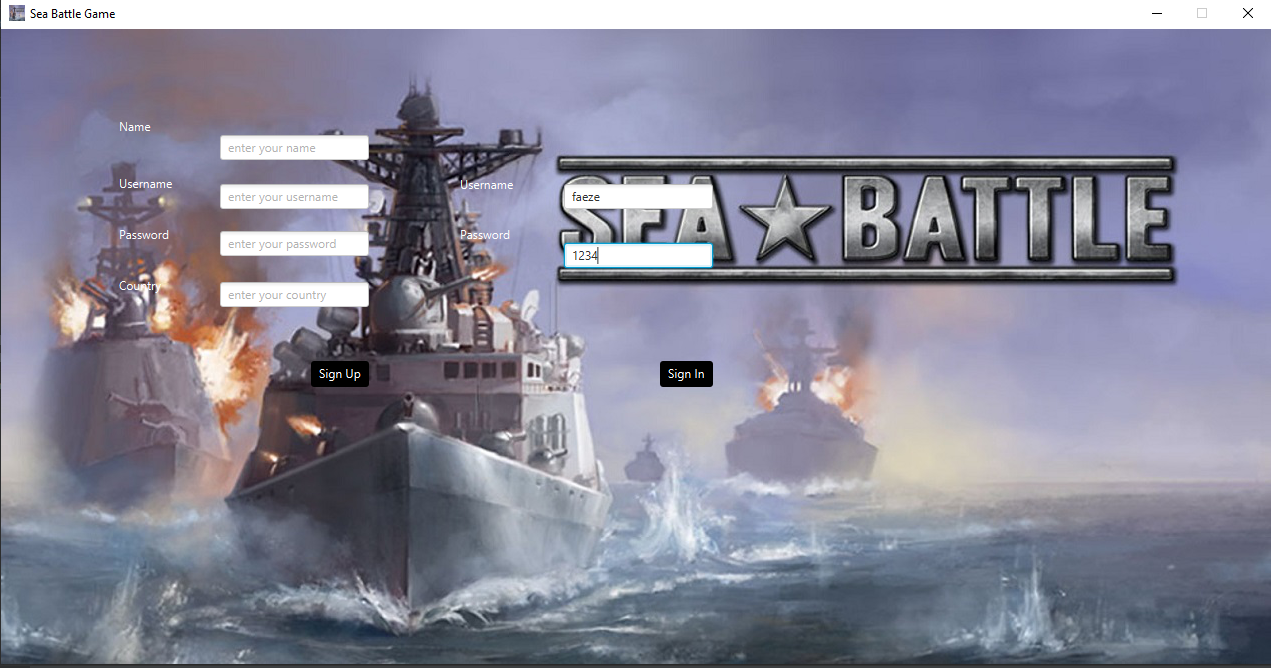 Sea Battle Game
Name
enter your name
Username
enter your username
Password
enter your password
Country
enter your country
Sign Up
Username
faeze
Password
1234
Sign In
SEA BATTLE